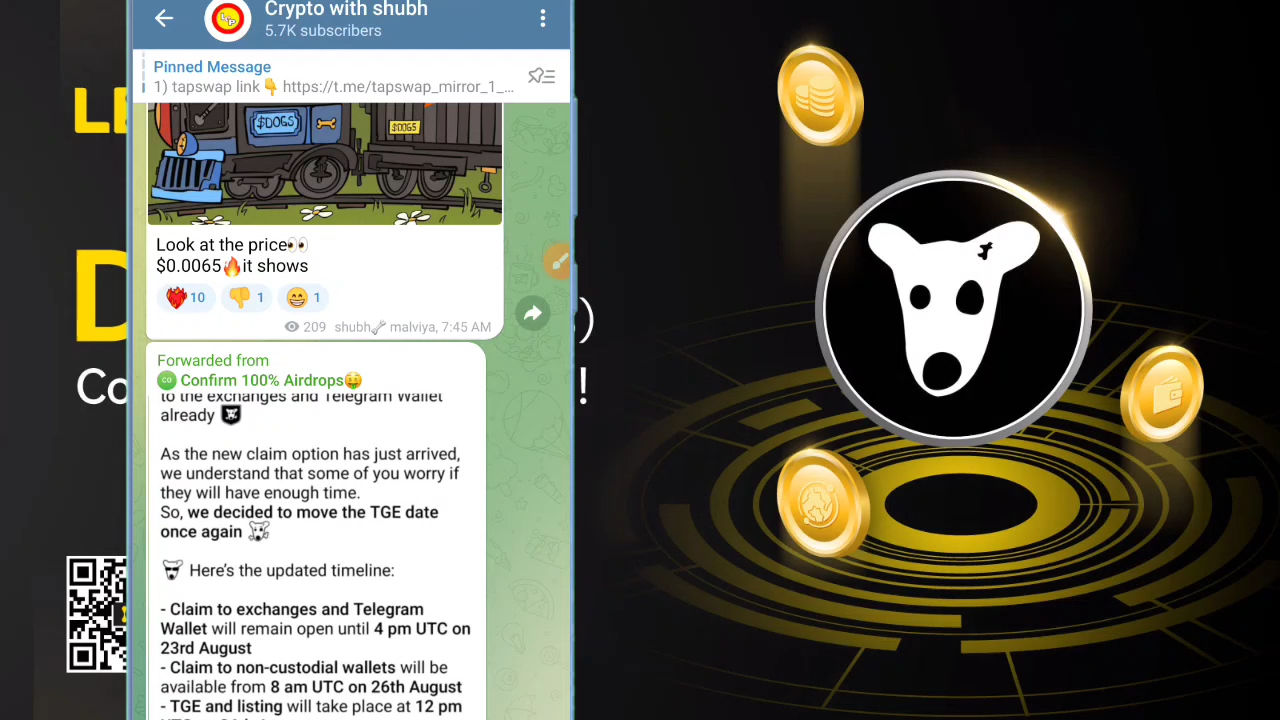 Crypto with shubh
5.7K subscribers
Pinned Message
1) tapswap link👇 https://t.me/tapswap_mirror_1_...
$DOGS
$DOGS
Look at the price👀
$0.0065🔥it shows
❤️‍🔥 10 👎 1 😁 1
209 shubh🦯 malviya, 7:45 AM
Forwarded from
CO Confirm 100% Airdrops🤑
to the exchanges and Telegram Wallet
already
As the new claim option has just arrived,
we understand that some of you worry if
they will have enough time.
So, we decided to move the TGE date
once again
Here's the updated timeline:
- Claim to exchanges and Telegram
Wallet will remain open until 4 pm UTC on
23rd August
- Claim to non-custodial wallets will be
available from 8 am UTC on 26th August
- TGE and listing will take place at 12 pm
LE
D
Co
)
!